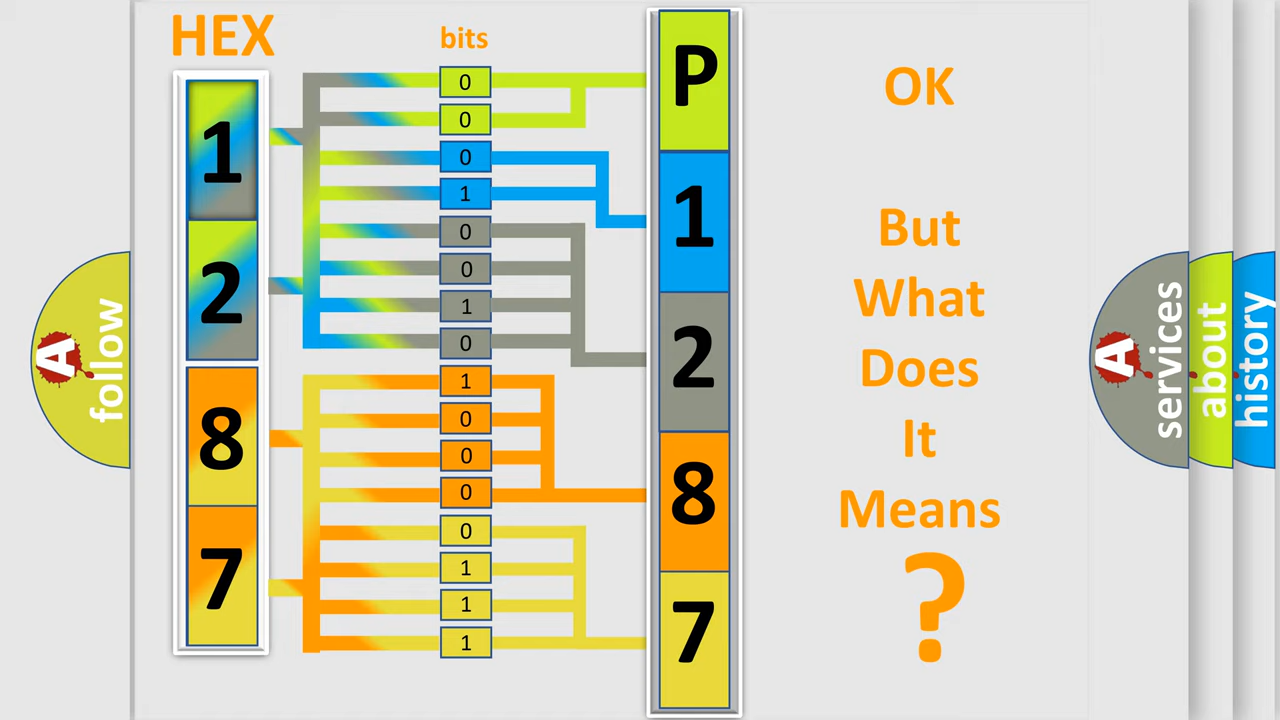 HEX
bits
1
2
8
7
0
0
0
1
0
0
1
0
1
0
0
0
0
1
1
1
P
1
2
8
7
OK
But
What
Does
It
Means
?
A
follow
A
services
about
history